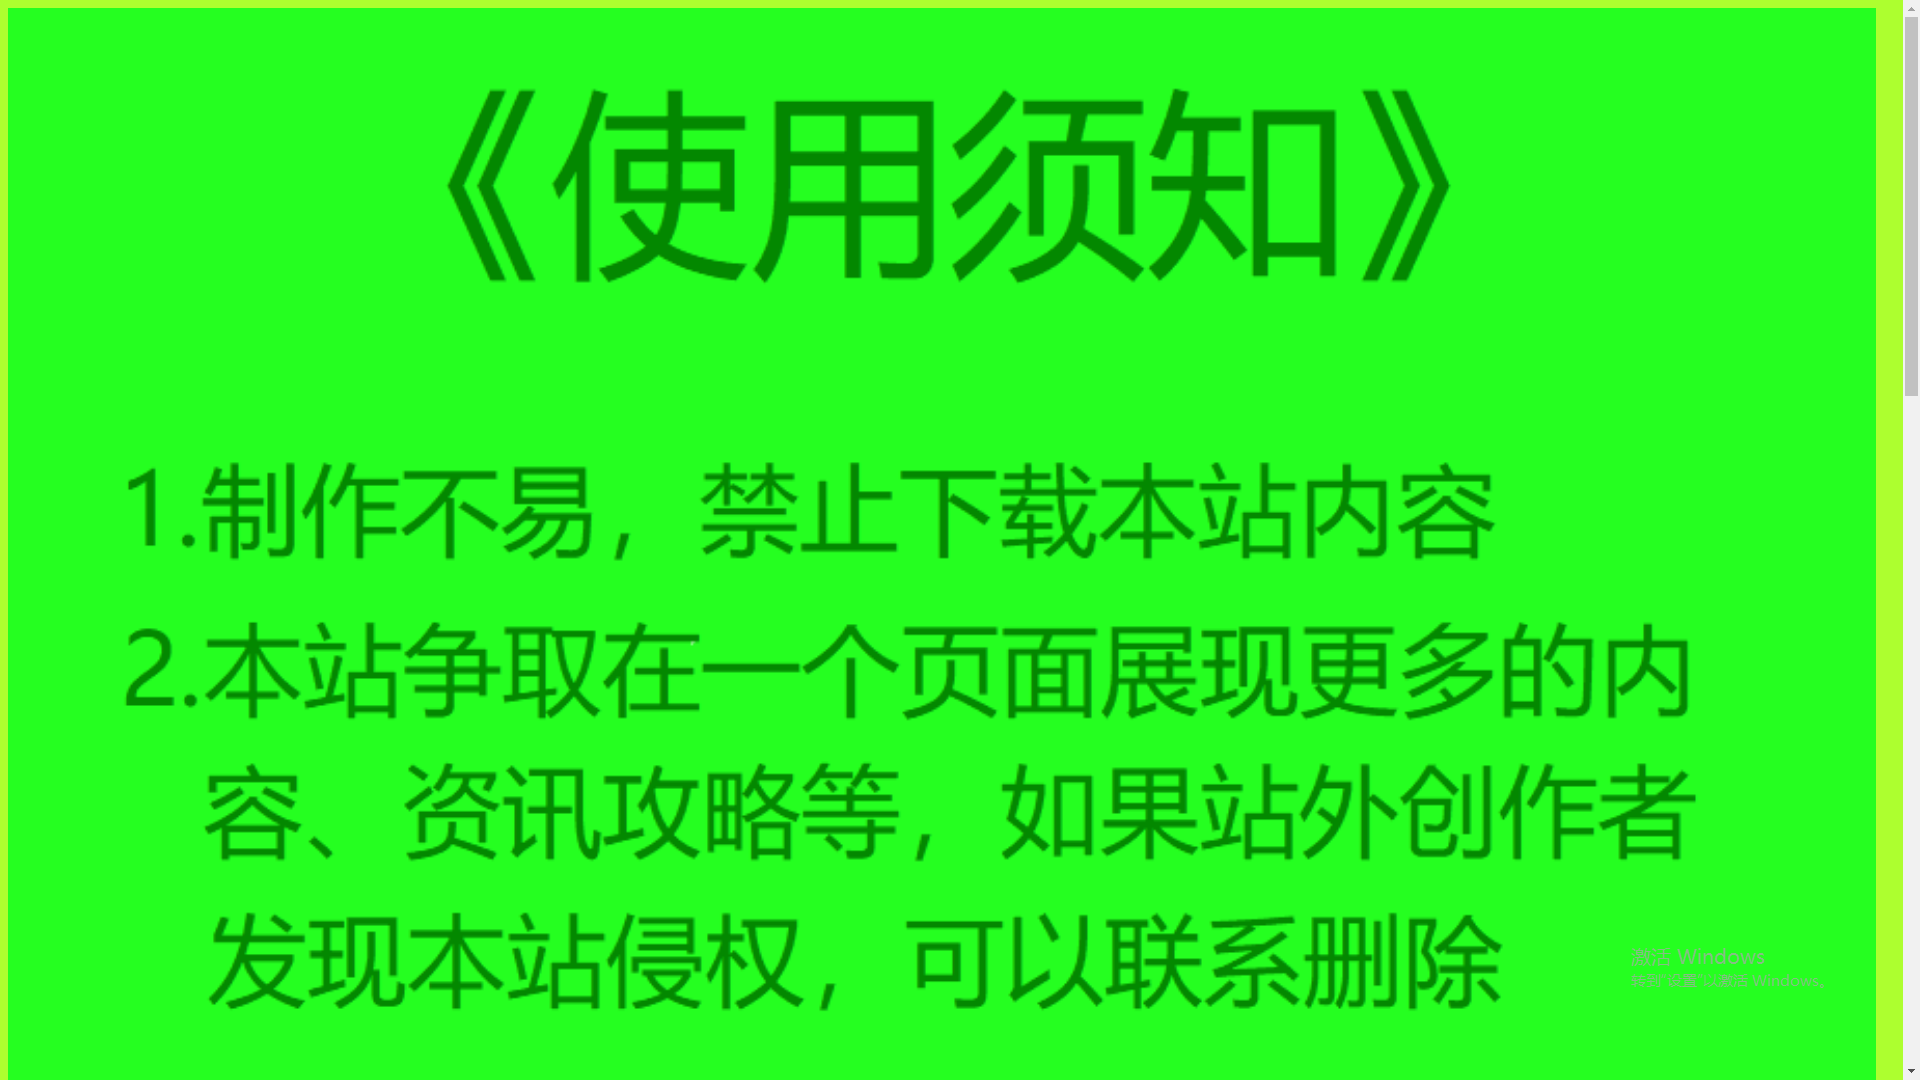 《使用须知》
1.制作不易，禁止下载本站内容
2.本站争取在一个页面展现更多的内
容、资讯攻略等，如果站外创作者
发现本站侵权，可以联系删除
激活 Windows
转到"设置"以激活 Windows。